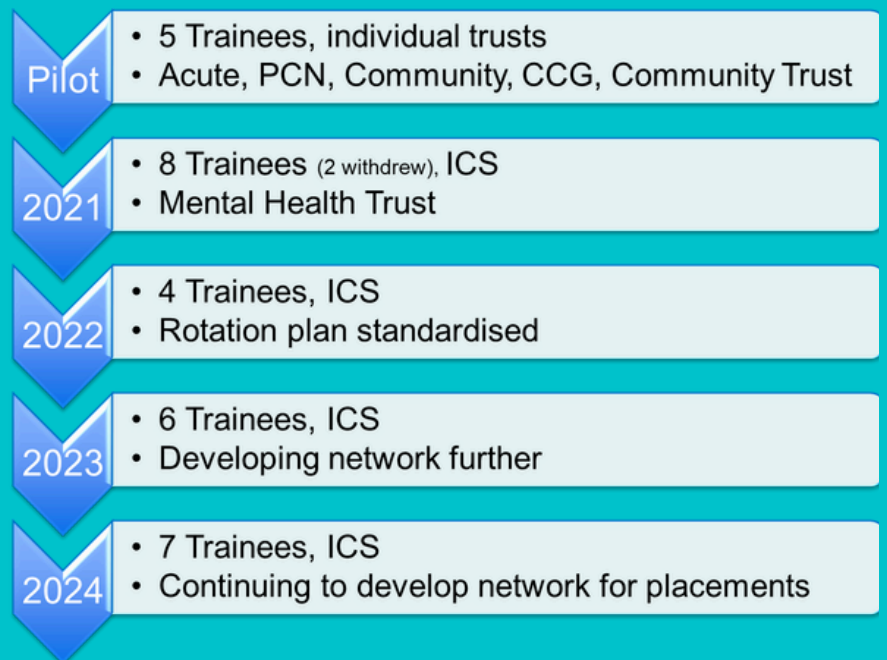 Pilot
• 5 Trainees, individual trusts
• Acute, PCN, Community, CCG, Community Trust
2021
• 8 Trainees (2 withdrew), ICS
• Mental Health Trust
2022
• 4 Trainees, ICS
• Rotation plan standardised
2023
• 6 Trainees, ICS
• Developing network further
2024
• 7 Trainees, ICS
• Continuing to develop network for placements